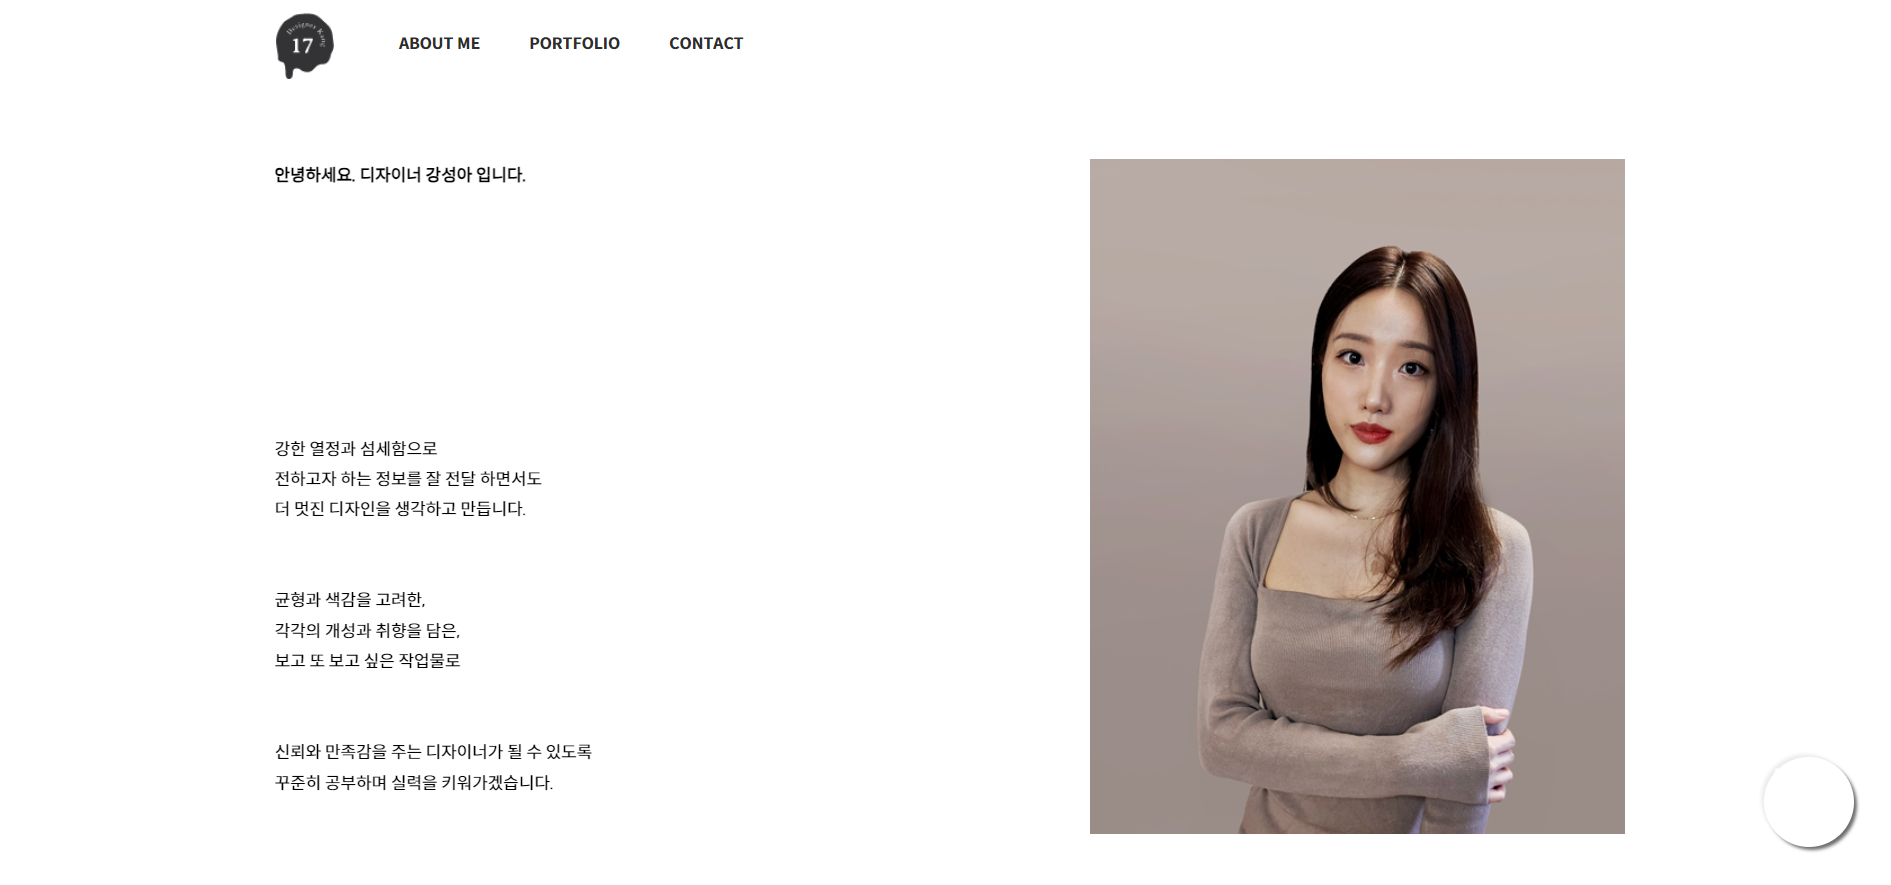 Designer Kang
17
ABOUT ME
PORTFOLIO
CONTACT
안녕하세요. 디자이너 강성아 입니다.
강한 열정과 섬세함으로
전하고자 하는 정보를 잘 전달 하면서도
더 멋진 디자인을 생각하고 만듭니다.
균형과 색감을 고려한,
각각의 개성과 취향을 담은,
보고 또 보고 싶은 작업물로
신뢰와 만족감을 주는 디자이너가 될 수 있도록
꾸준히 공부하며 실력을 키워가겠습니다.